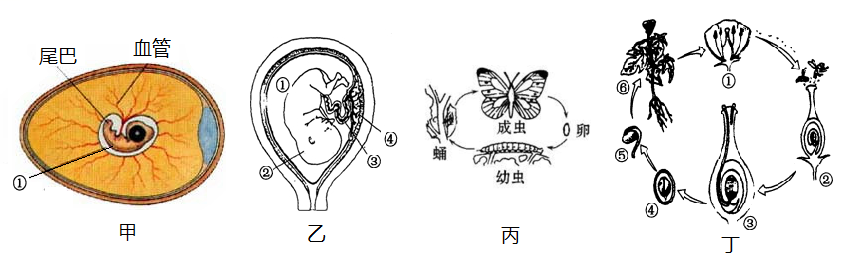 尾巴
血管
①
甲
①
②
③
④
乙
成虫
卵
幼虫
蛹
丙
①
②
③
④
⑤
⑥
丁